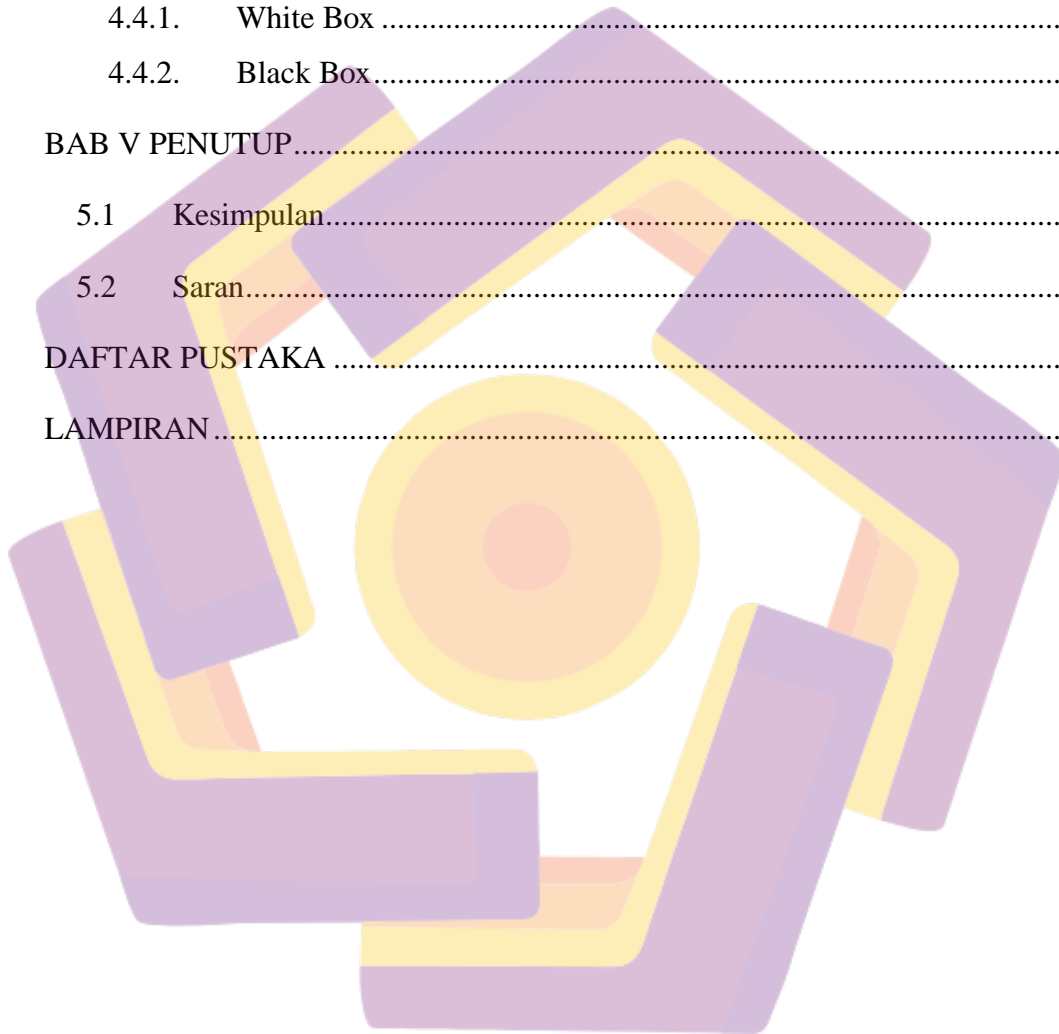 4.4.1. White Box ................................................................
4.4.2. Black Box ................................................................
BAB V PENUTUP ................................................................
5.1 Kesimpulan ................................................................
5.2 Saran ................................................................
DAFTAR PUSTAKA ................................................................
LAMPIRAN ................................................................